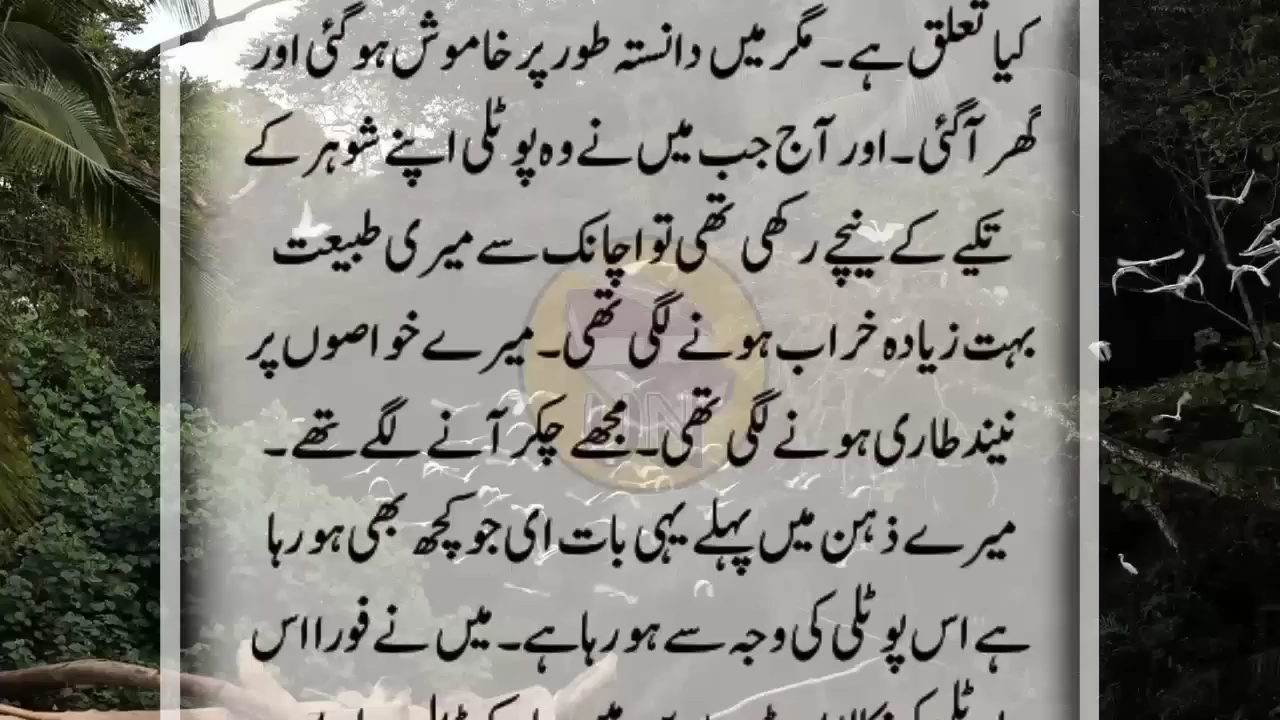 کیا تعلق ہے۔ مگر میں دانستہ طور پر خاموش ہو گئی اور
گھر آگئی۔ اور آج جب میں نے وہ پوٹلی اپنے شوہر کے
تکیے کے نیچے رکھی تھی تو اچانک سے میری طبیعت
بہت زیادہ خراب ہونے لگی تھی۔ میرے خواصوں پر
نیند طاری ہونے لگی تھی۔ مجھے چکر آنے لگے تھے۔
میرے ذہن میں پہلے یہی بات ای جو کچھ بھی ہو رہا
ہے اس پوٹلی کی وجہ سے ہو رہا ہے۔ میں نے فورا اس